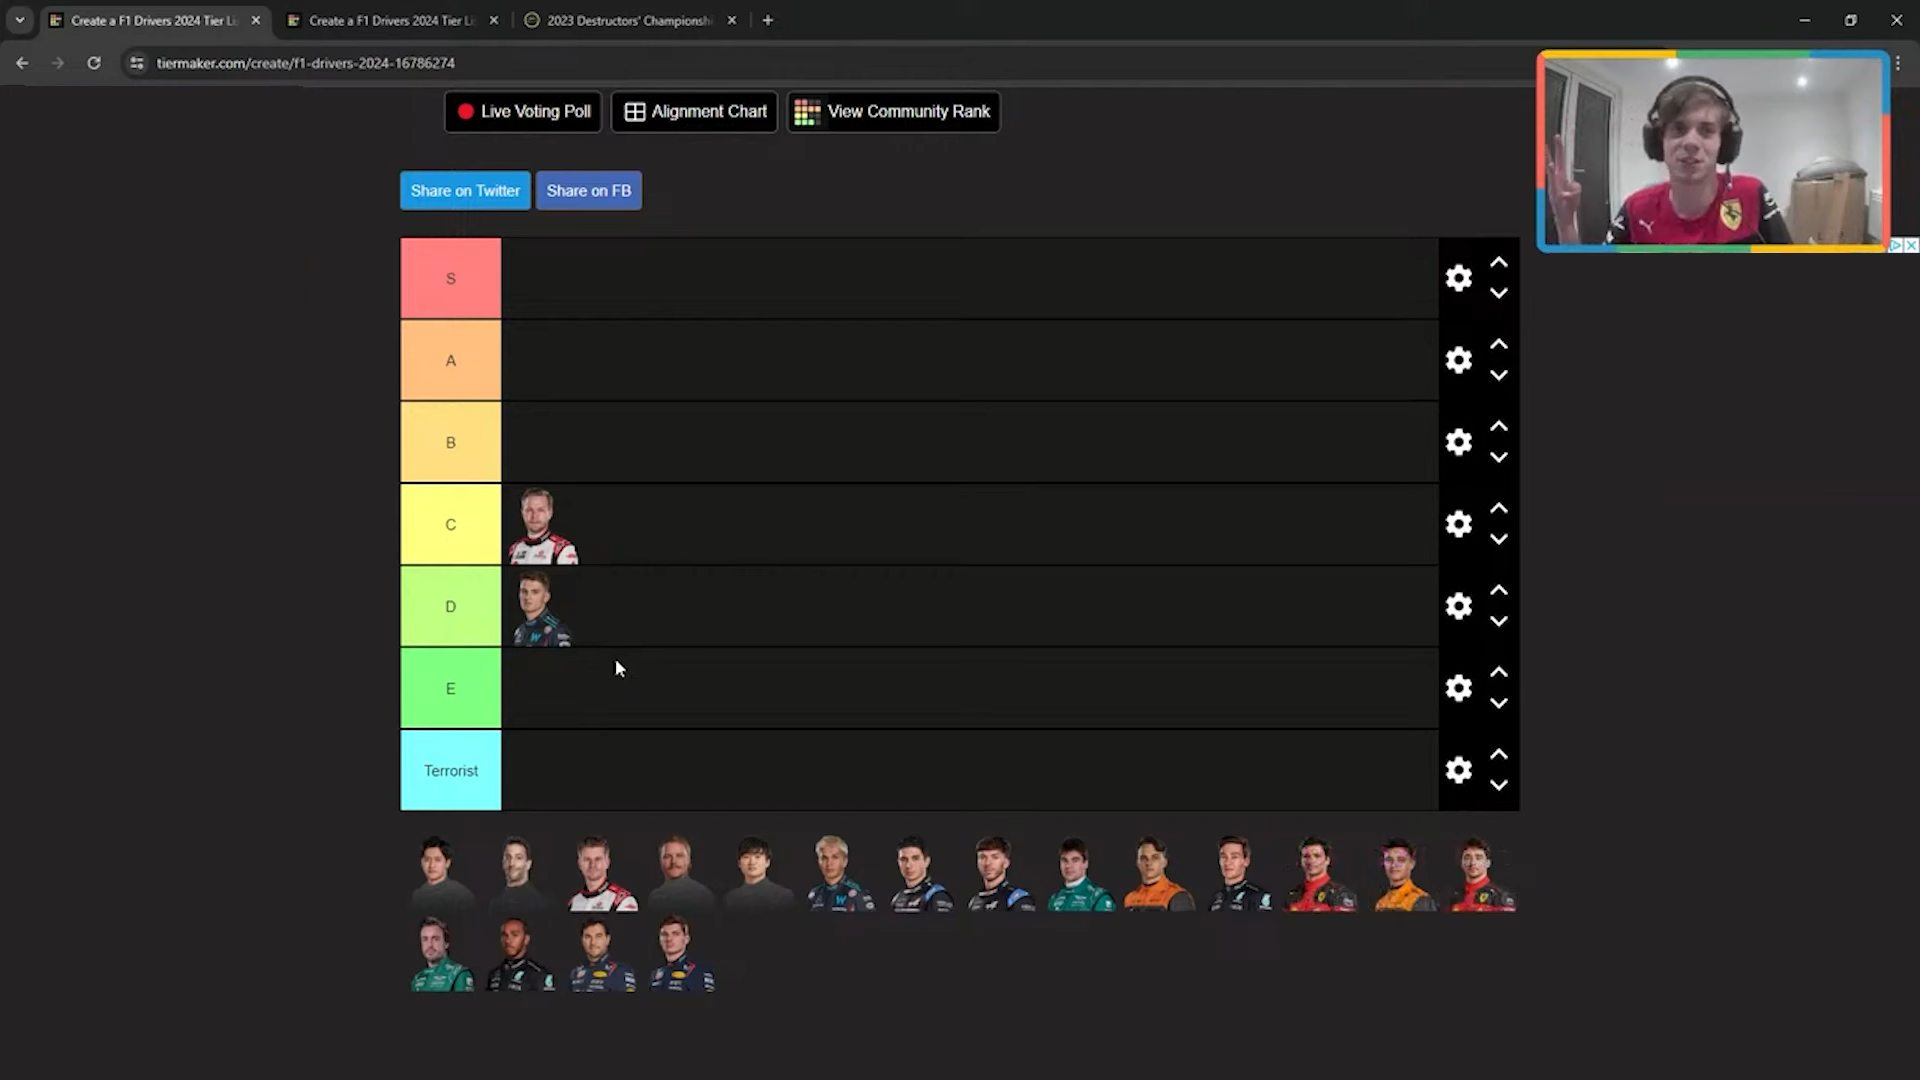 Create a F1 Drivers 2024 Tier Li
Create a F1 Drivers 2024 Tier Li
2023 Destructors' Championshi
tiermaker.com/create/f1-drivers-2024-16786274
Live Voting Poll
Alignment Chart
View Community Rank
Share on Twitter
Share on FB
S
A
B
C
D
E
Terrorist